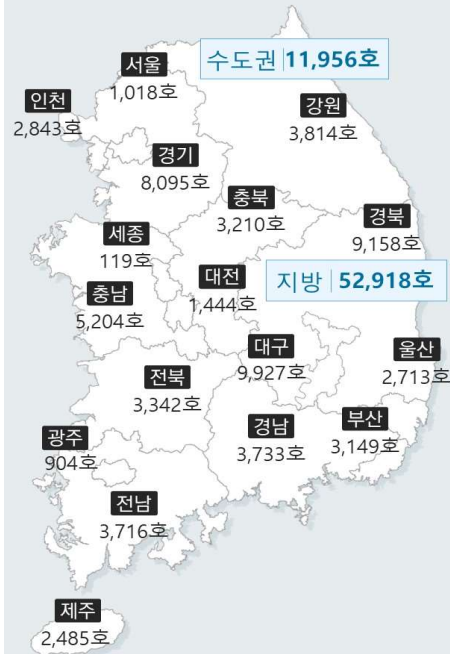 서울
1,018호
수도권 11,956호
인천
2,843호
강원
3,814호
경기
8,095호
충북
3,210호
경북
9,158호
세종
119호
대전
1,444호
지방 52,918호
충남
5,204호
대구
9,927호
울산
2,713호
전북
3,342호
경남
3,733호
부산
3,149호
광주
904호
전남
3,716호
제주
2,485호